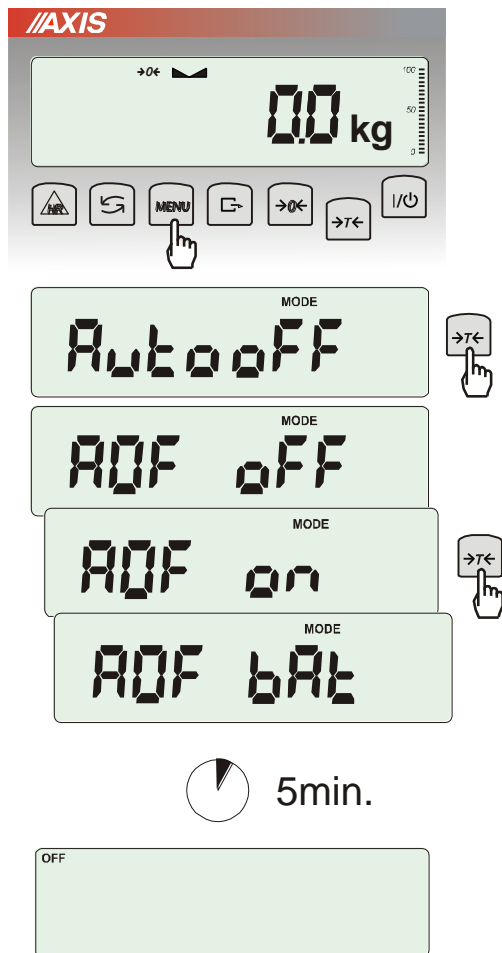 AXIS
→0←
100
0.0 kg
50
0
HR
MENU
→0←
→T←
I/⏻
MODE
Autooff
→T←
MODE
AOF off
MODE
AOF on
→T←
MODE
AOF bAt
5min.
OFF